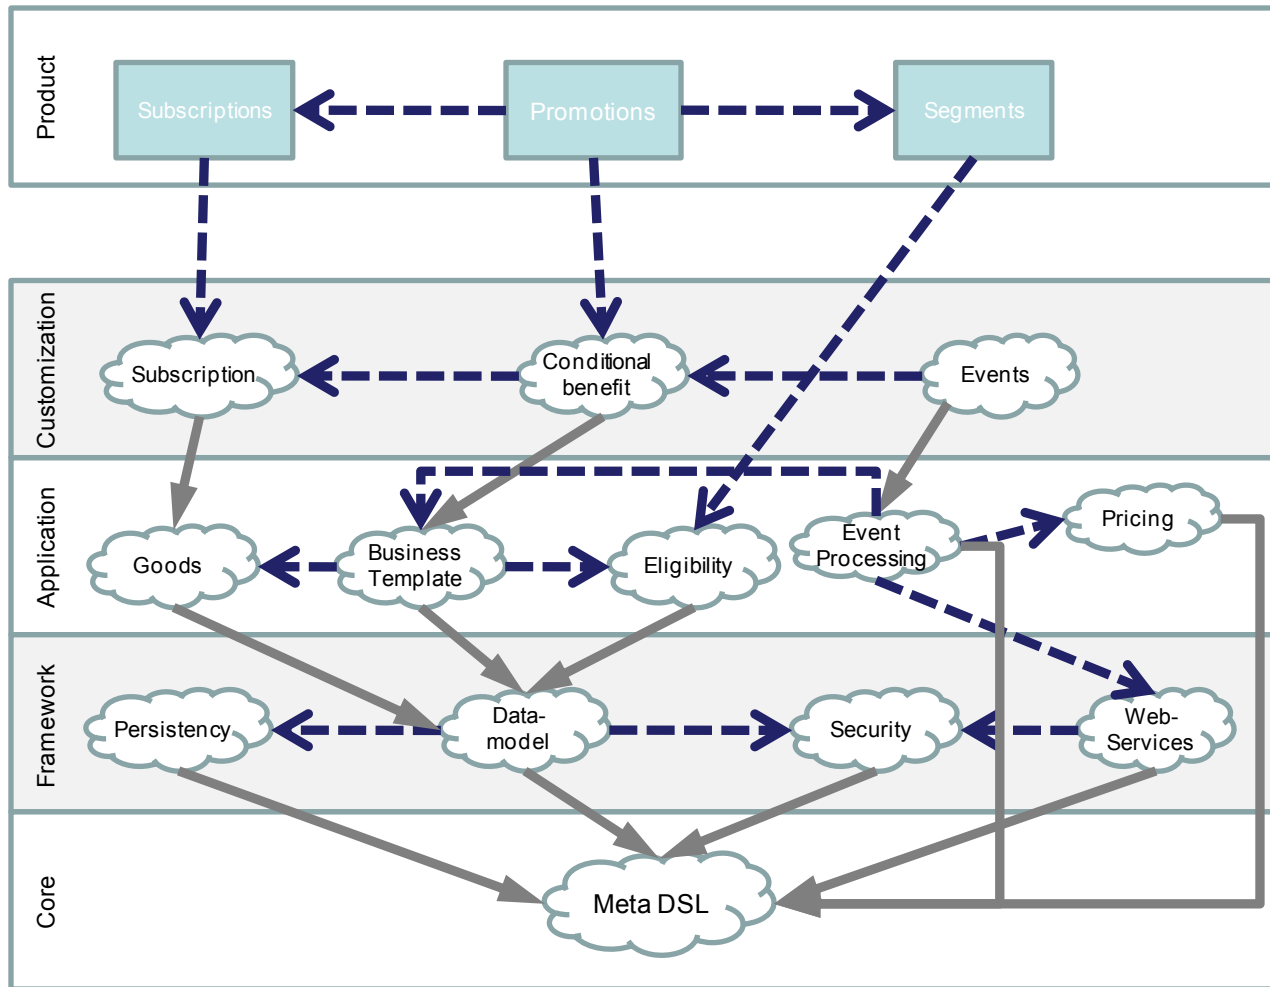 Product
Subscriptions
Promotions
Segments
Customization
Subscription
Conditional
benefit
Events
Application
Goods
Business
Template
Eligibility
Event
Processing
Pricing
Framework
Persistency
Data-
model
Security
Web-
Services
Core
Meta DSL